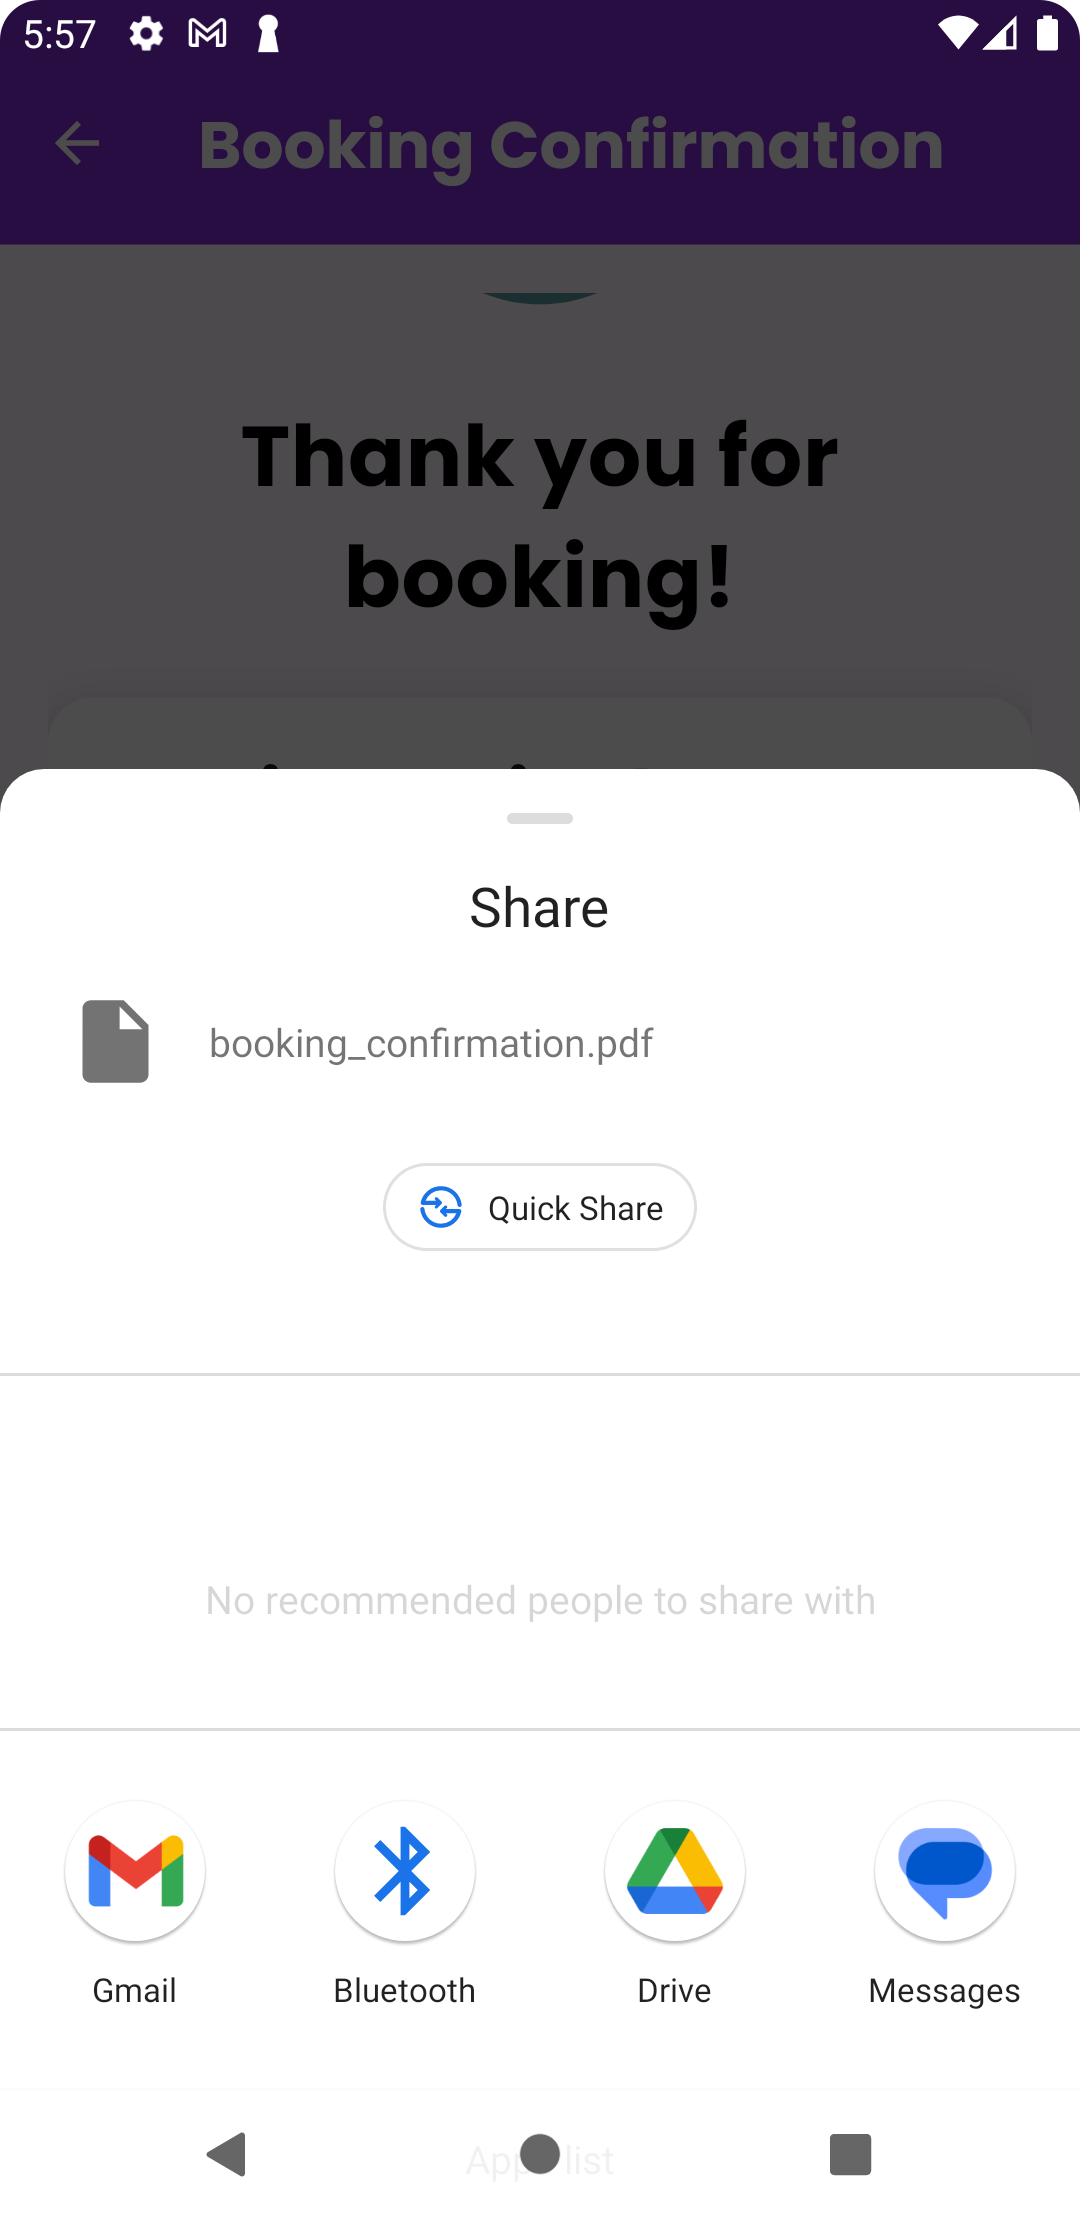 5:57
Booking Confirmation
Thank you for
booking!
Share
booking_confirmation.pdf
Quick Share
No recommended people to share with
Gmail
Bluetooth
Drive
Messages
list